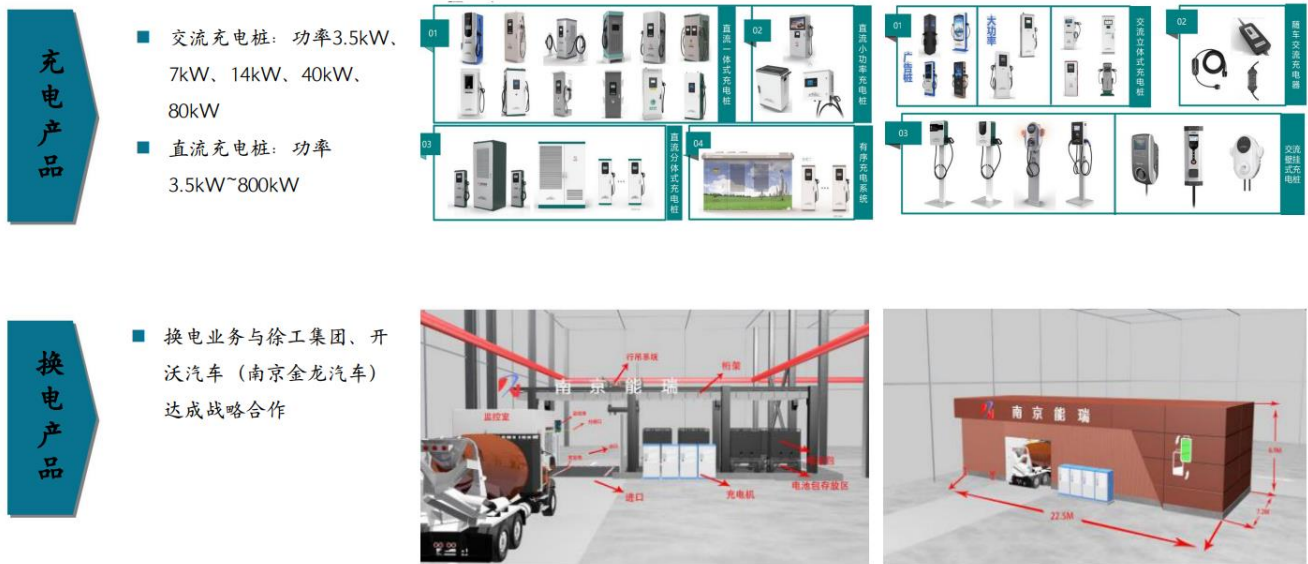 充电产品
■ 交流充电桩：功率3.5kW、
7kW、14kW、40kW、
80kW
■ 直流充电桩：功率
3.5kW~800kW
01
直流一体式充电桩
02
直流小功率充电桩
03
直流分体式充电桩
04
有序充电系统
01
广告桩
大功率
交流立体式充电桩
02
随车交流充电器
03
交流壁挂式充电桩
换电产品
■ 换电业务与徐工集团、开
沃汽车（南京金龙汽车）
达成战略合作
行吊系统
桁架
南京能瑞
监控室
进口
充电机
电池包存放区
南京能瑞
22.5M